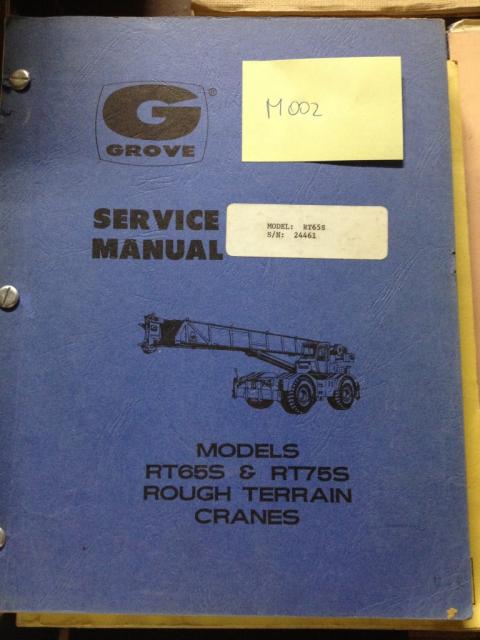 G
®
GROVE
M002
SERVICE
MANUAL
MODEL: RT65S
S/N: 24461
MODELS
RT65S & RT75S
ROUGH TERRAIN
CRANES